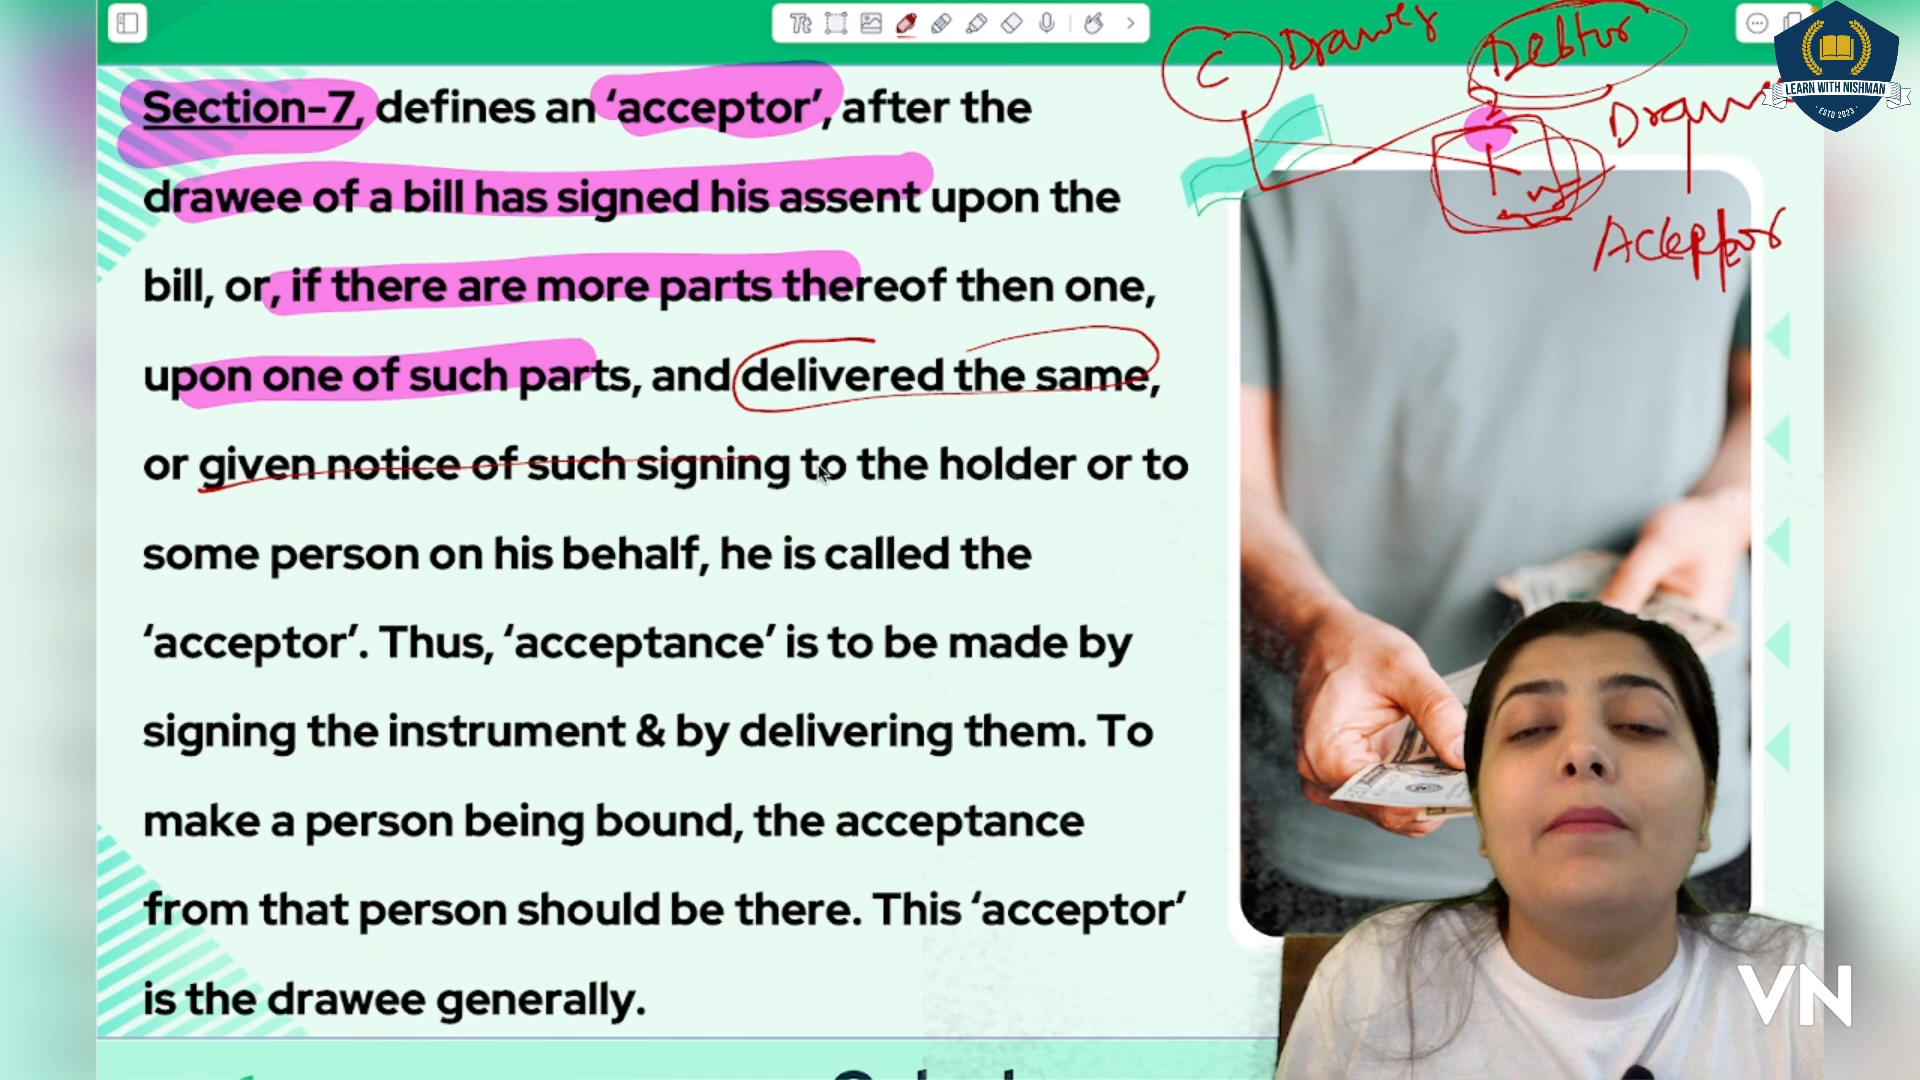 Tt
C
Drawer
Debtor
LEARN WITH NISHMAN
ESTD 2023
Section-7, defines an ‘acceptor’, after the
drawee of a bill has signed his assent upon the
Acceptor
bill, or, if there are more parts thereof then one,
upon one of such parts, and delivered the same,
or given notice of such signing to the holder or to
some person on his behalf, he is called the
‘acceptor’. Thus, ‘acceptance’ is to be made by
signing the instrument & by delivering them. To
make a person being bound, the acceptance
from that person should be there. This ‘acceptor’
is the drawee generally.
VN